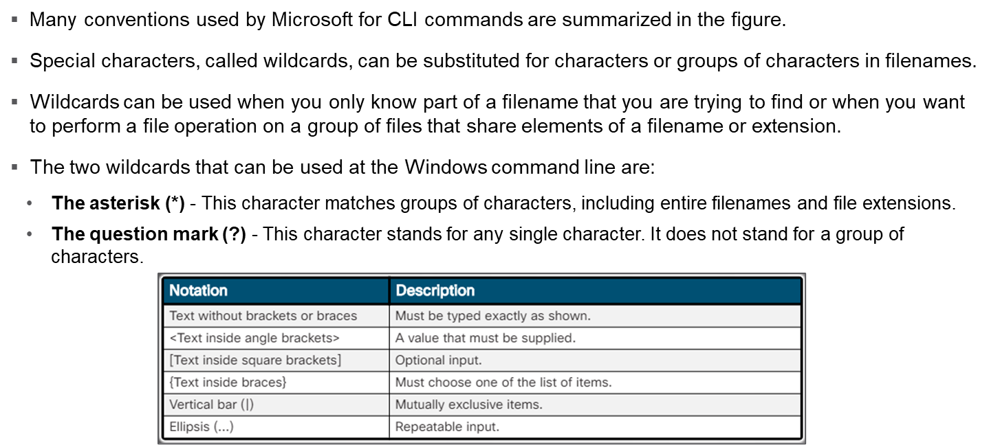 ▪ Many conventions used by Microsoft for CLI commands are summarized in the figure.
▪ Special characters, called wildcards, can be substituted for characters or groups of characters in filenames.
▪ Wildcards can be used when you only know part of a filename that you are trying to find or when you want
to perform a file operation on a group of files that share elements of a filename or extension.
▪ The two wildcards that can be used at the Windows command line are:
• The asterisk (*) - This character matches groups of characters, including entire filenames and file extensions.
• The question mark (?) - This character stands for any single character. It does not stand for a group of
characters.
Notation Description
Text without brackets or braces Must be typed exactly as shown.
<Text inside angle brackets> A value that must be supplied.
[Text inside square brackets] Optional input.
{Text inside braces} Must choose one of the list of items.
Vertical bar (|) Mutually exclusive items.
Ellipsis (...) Repeatable input.